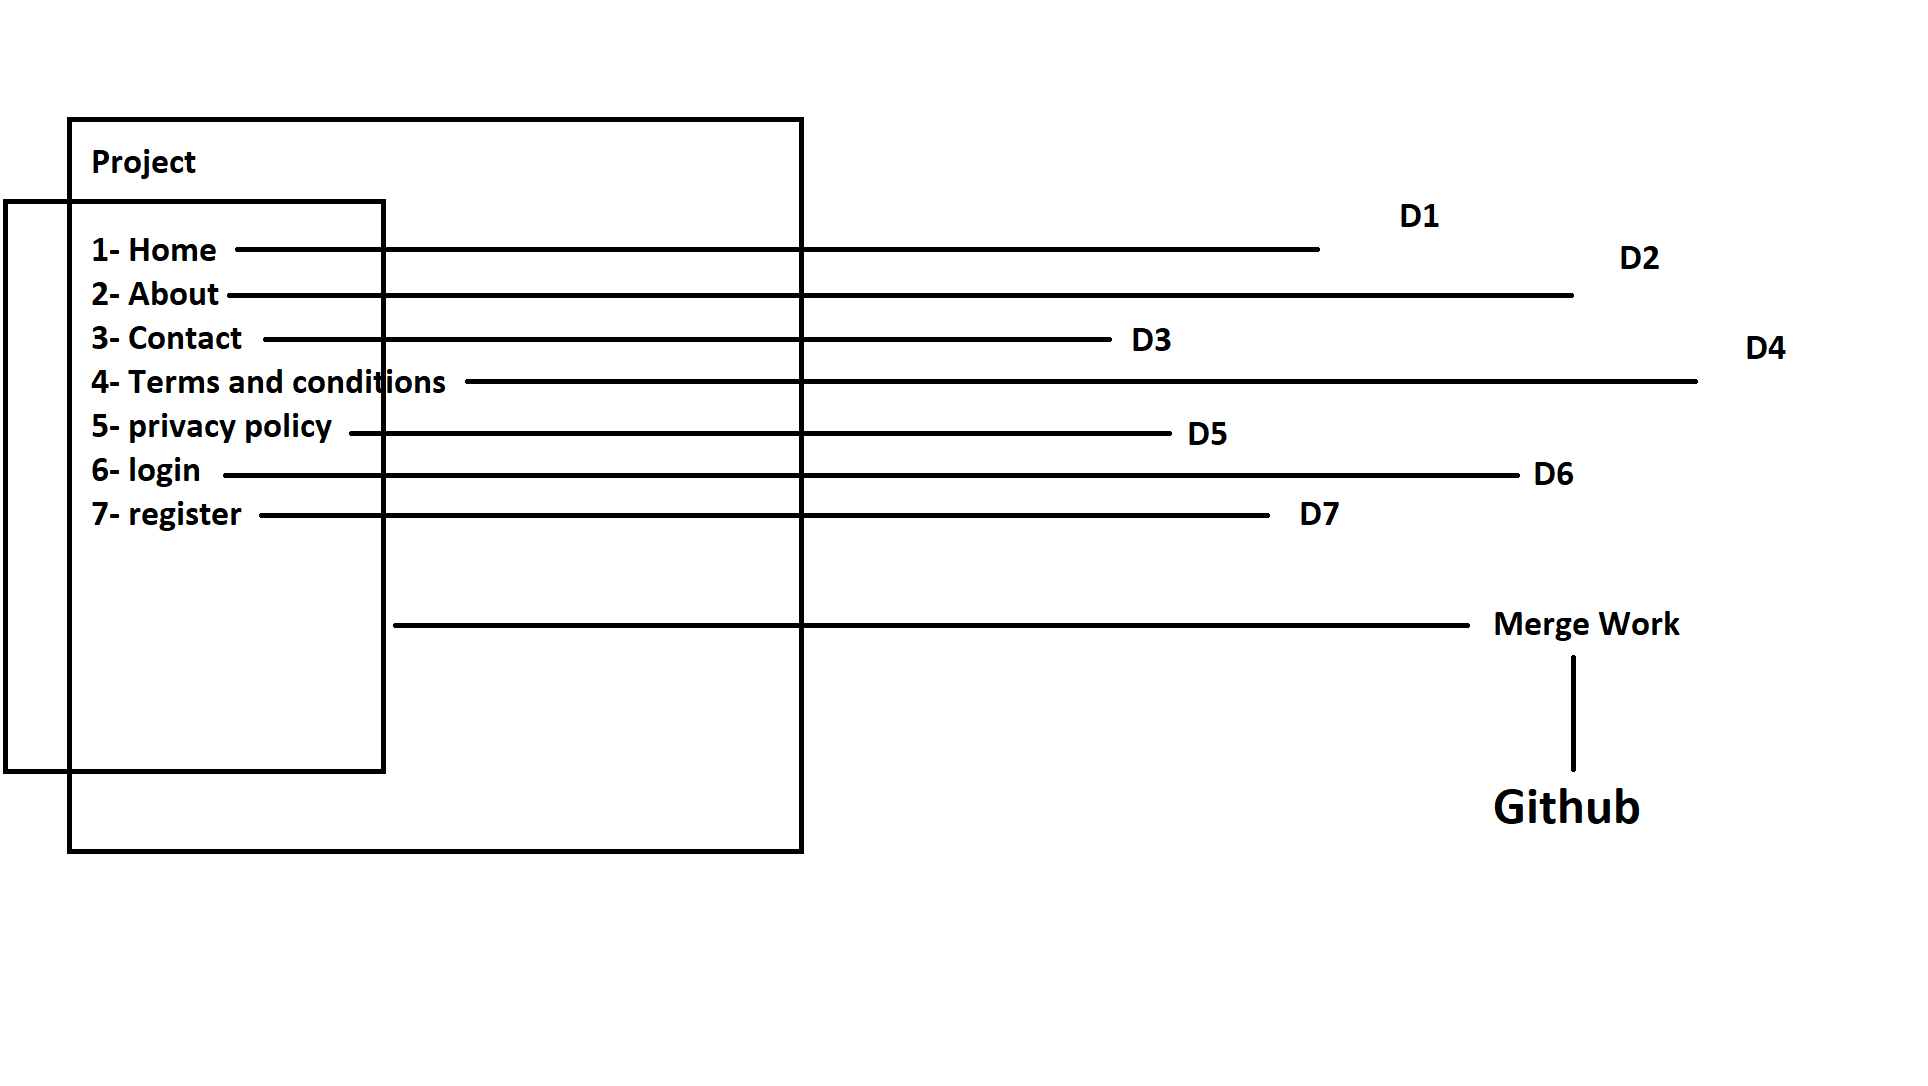 Project
1- Home
D1
2- About
D2
3- Contact
D3
4- Terms and conditions
D4
5- privacy policy
D5
6- login
D6
7- register
D7
Merge Work
Github